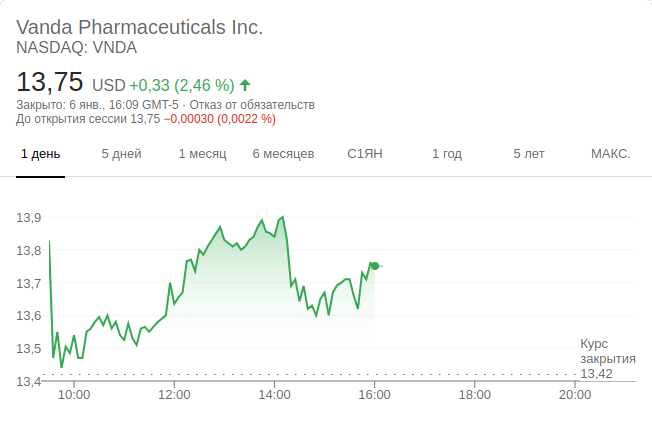 Vanda Pharmaceuticals Inc.
NASDAQ: VNDA
13,75 USD +0,33 (2,46 %) ↑
Закрыто: 6 янв., 16:09 GMT-5 · Отказ от обязательств
До открытия сессии 13,75 −0,00030 (0,0022 %)
1 день 5 дней 1 месяц 6 месяцев С1ЯН 1 год 5 лет МАКС.
13,9
13,8
13,7
13,6
13,5
13,4
Курс
закрытия
13,42
10:00 12:00 14:00 16:00 18:00 20:00